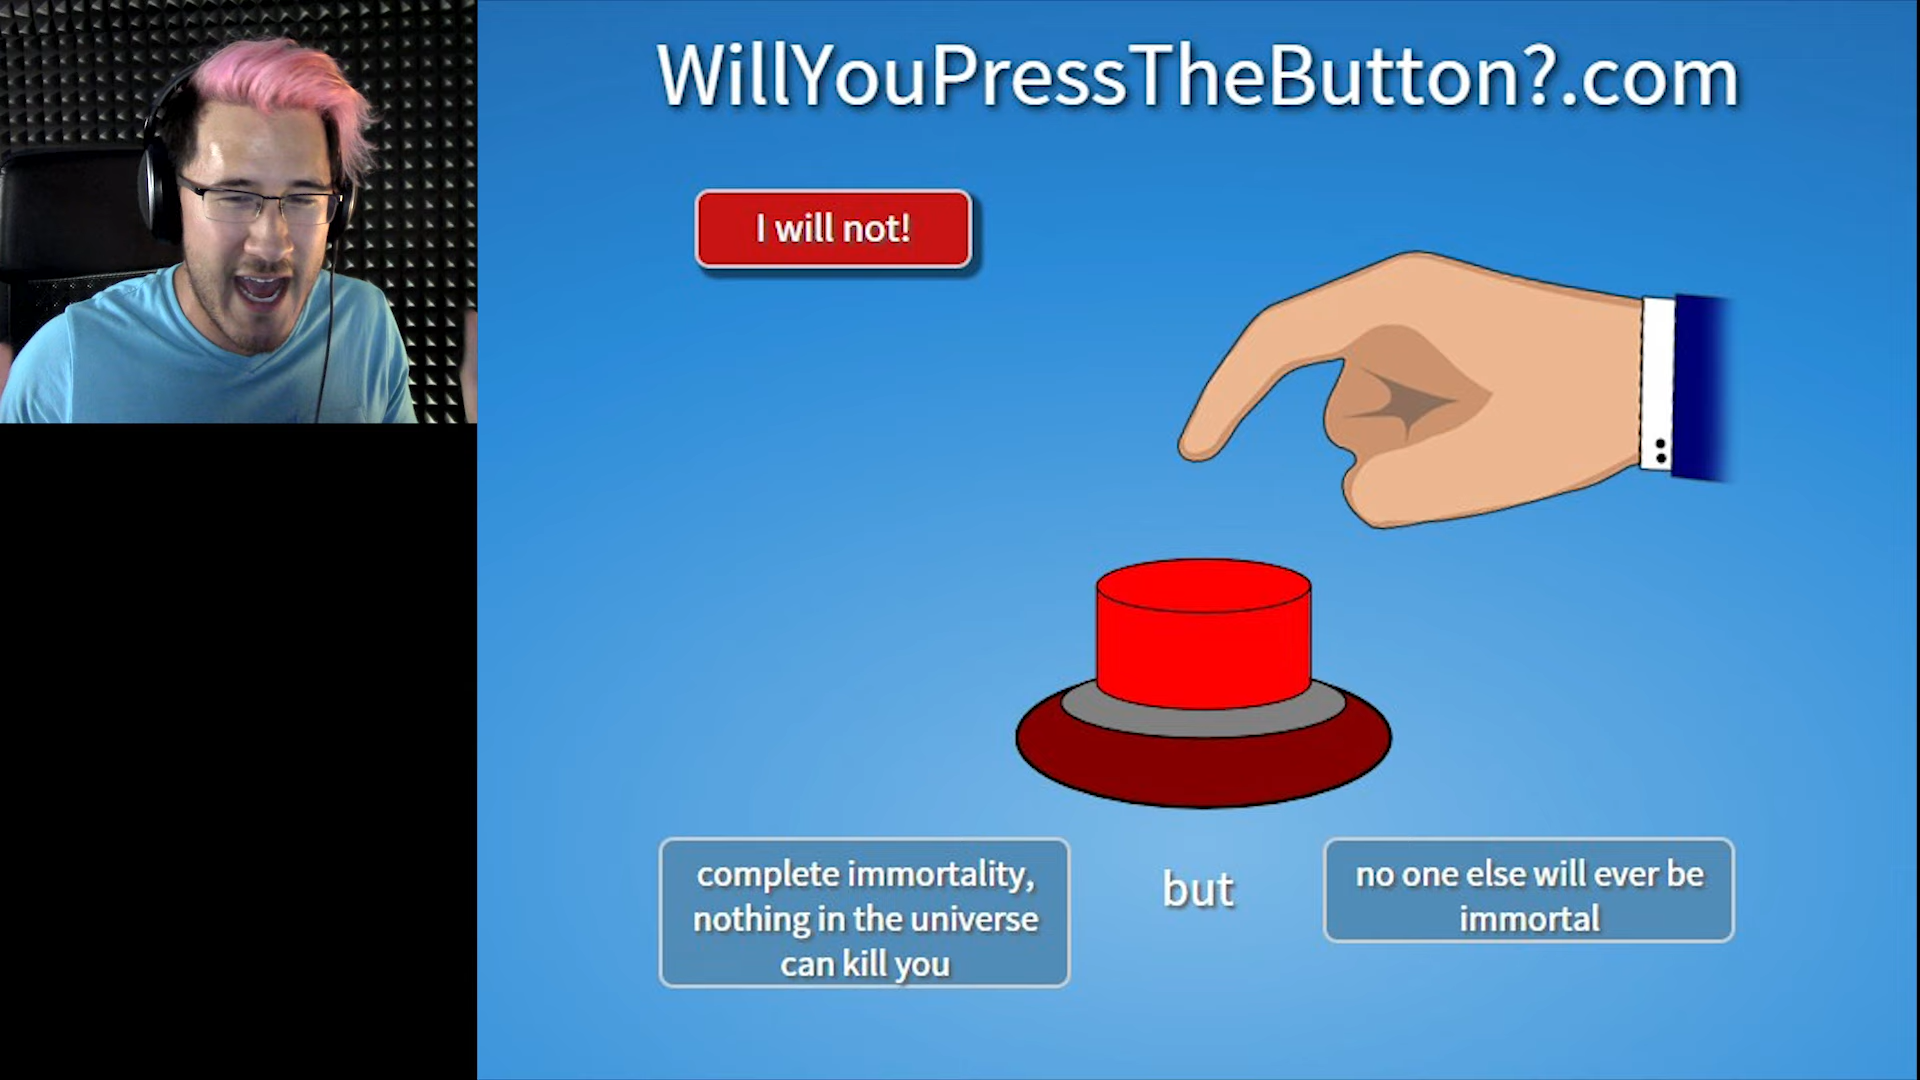 WillYouPressTheButton?.com
I will not!
complete immortality,
nothing in the universe
can kill you
but
no one else will ever be
immortal